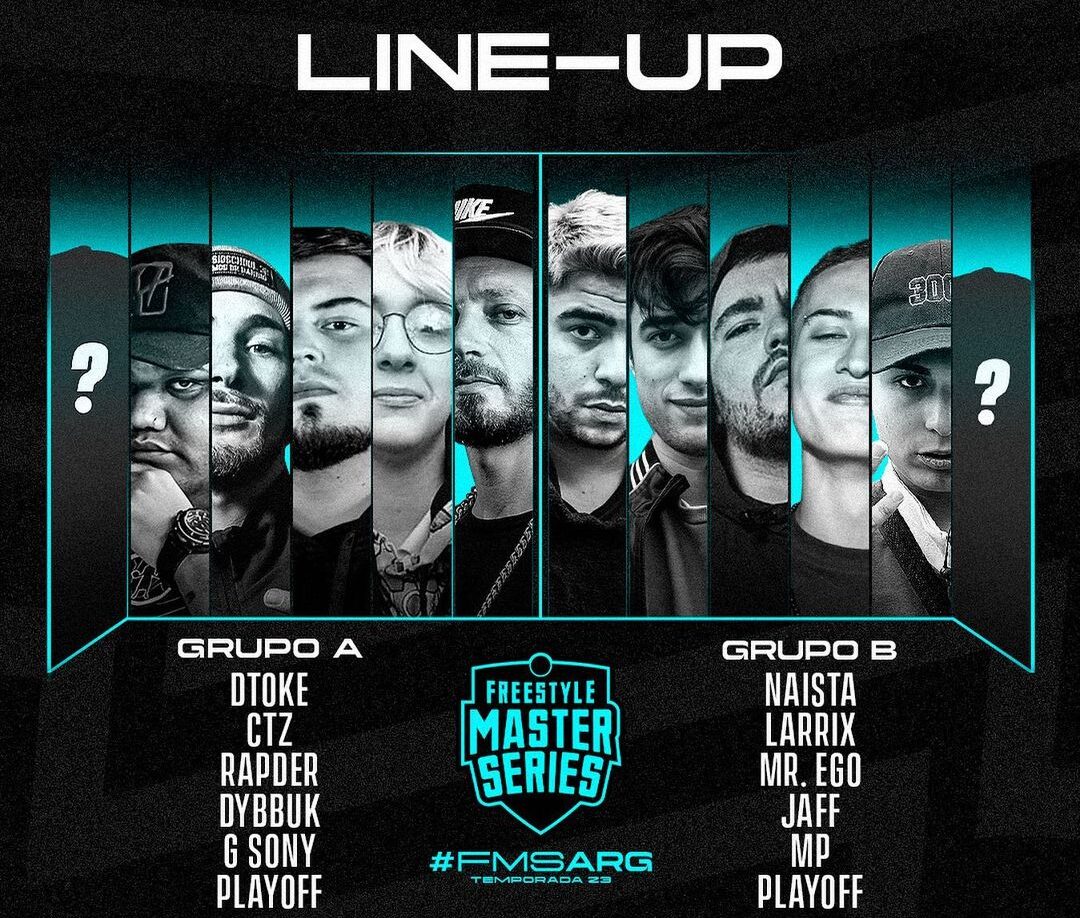 LINE-UP
?
?
GRUPO A
DTOKE
CTZ
RAPDER
DYBBUK
G SONY
PLAYOFF
FREESTYLE
MASTER
SERIES
#FMSARG
TEMPORADA 23
GRUPO B
NAISTA
LARRIX
MR. EGO
JAFF
MP
PLAYOFF